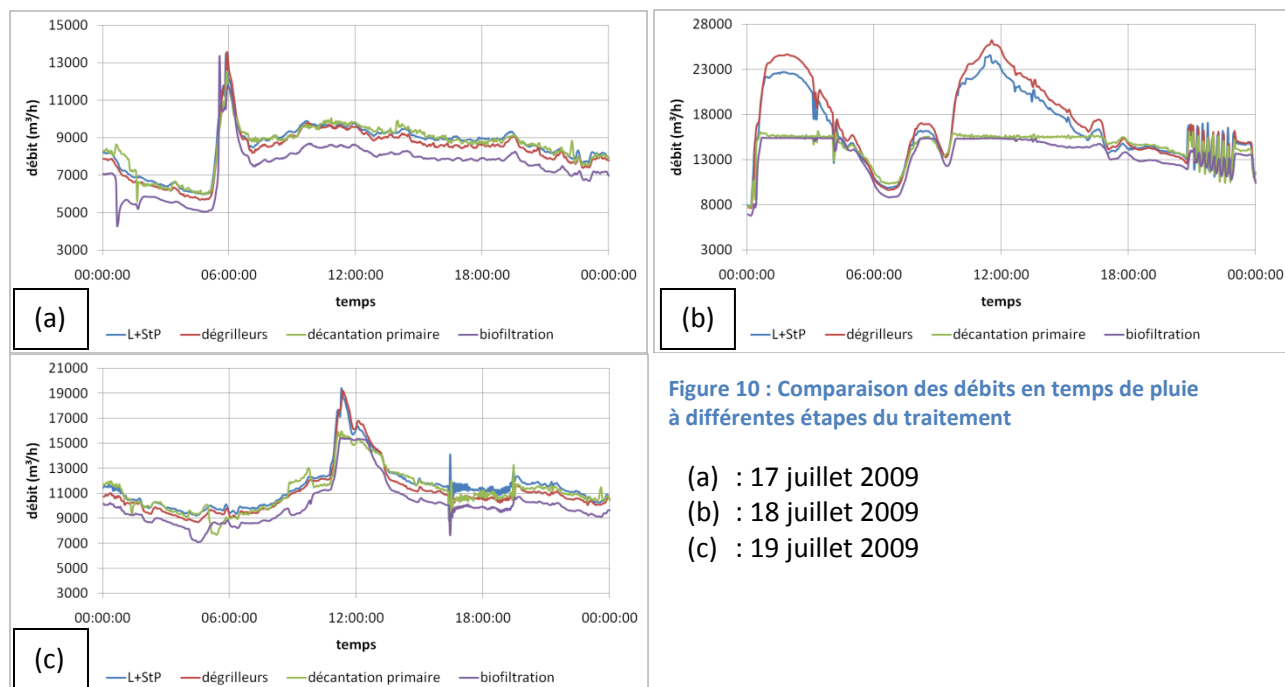 15000
13000
11000
9000
7000
5000
3000
débit (m³/h)
00:00:00 06:00:00 12:00:00 18:00:00 00:00:00
temps
(a)
L+StP dégrilleurs décantation primaire biofiltration
28000
23000
18000
13000
8000
3000
débit (m³/h)
00:00:00 06:00:00 12:00:00 18:00:00 00:00:00
temps
(b)
L+StP dégrilleurs décantation primaire biofiltration
21000
19000
17000
15000
13000
11000
9000
7000
5000
3000
débit (m³/h)
00:00:00 06:00:00 12:00:00 18:00:00 00:00:00
temps
(c)
L+StP dégrilleurs décantation primaire biofiltration
Figure 10 : Comparaison des débits en temps de pluie
à différentes étapes du traitement
(a) : 17 juillet 2009
(b) : 18 juillet 2009
(c) : 19 juillet 2009